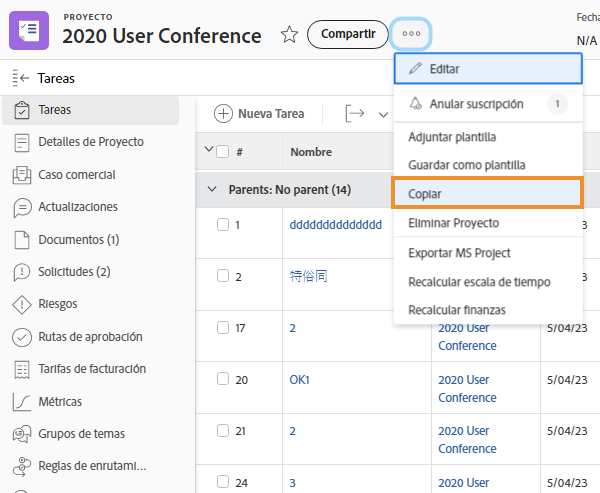 PROYECTO
2020 User Conference
Compartir
Fecha
N/A
Tareas
Tareas
Detalles de Proyecto
Caso comercial
Actualizaciones
Documentos (1)
Solicitudes (2)
Riesgos
Rutas de aprobación
Tarifas de facturación
Métricas
Grupos de temas
Reglas de enrutami...
Nueva Tarea
# Nombre
Parents: No parent (14)
1 dddddddddddddd 3
2 特俗同 3
17 2 2020 User Conference 5/04/23
20 OK1 2020 User Conference 5/04/23
21 2 2020 User Conference 5/04/23
24 3 2020 User 5/04/23
Editar
Anular suscripción 1
Adjuntar plantilla
Guardar como plantilla
Copiar
Eliminar Proyecto
Exportar MS Project
Recalcular escala de tiempo
Recalcular finanzas